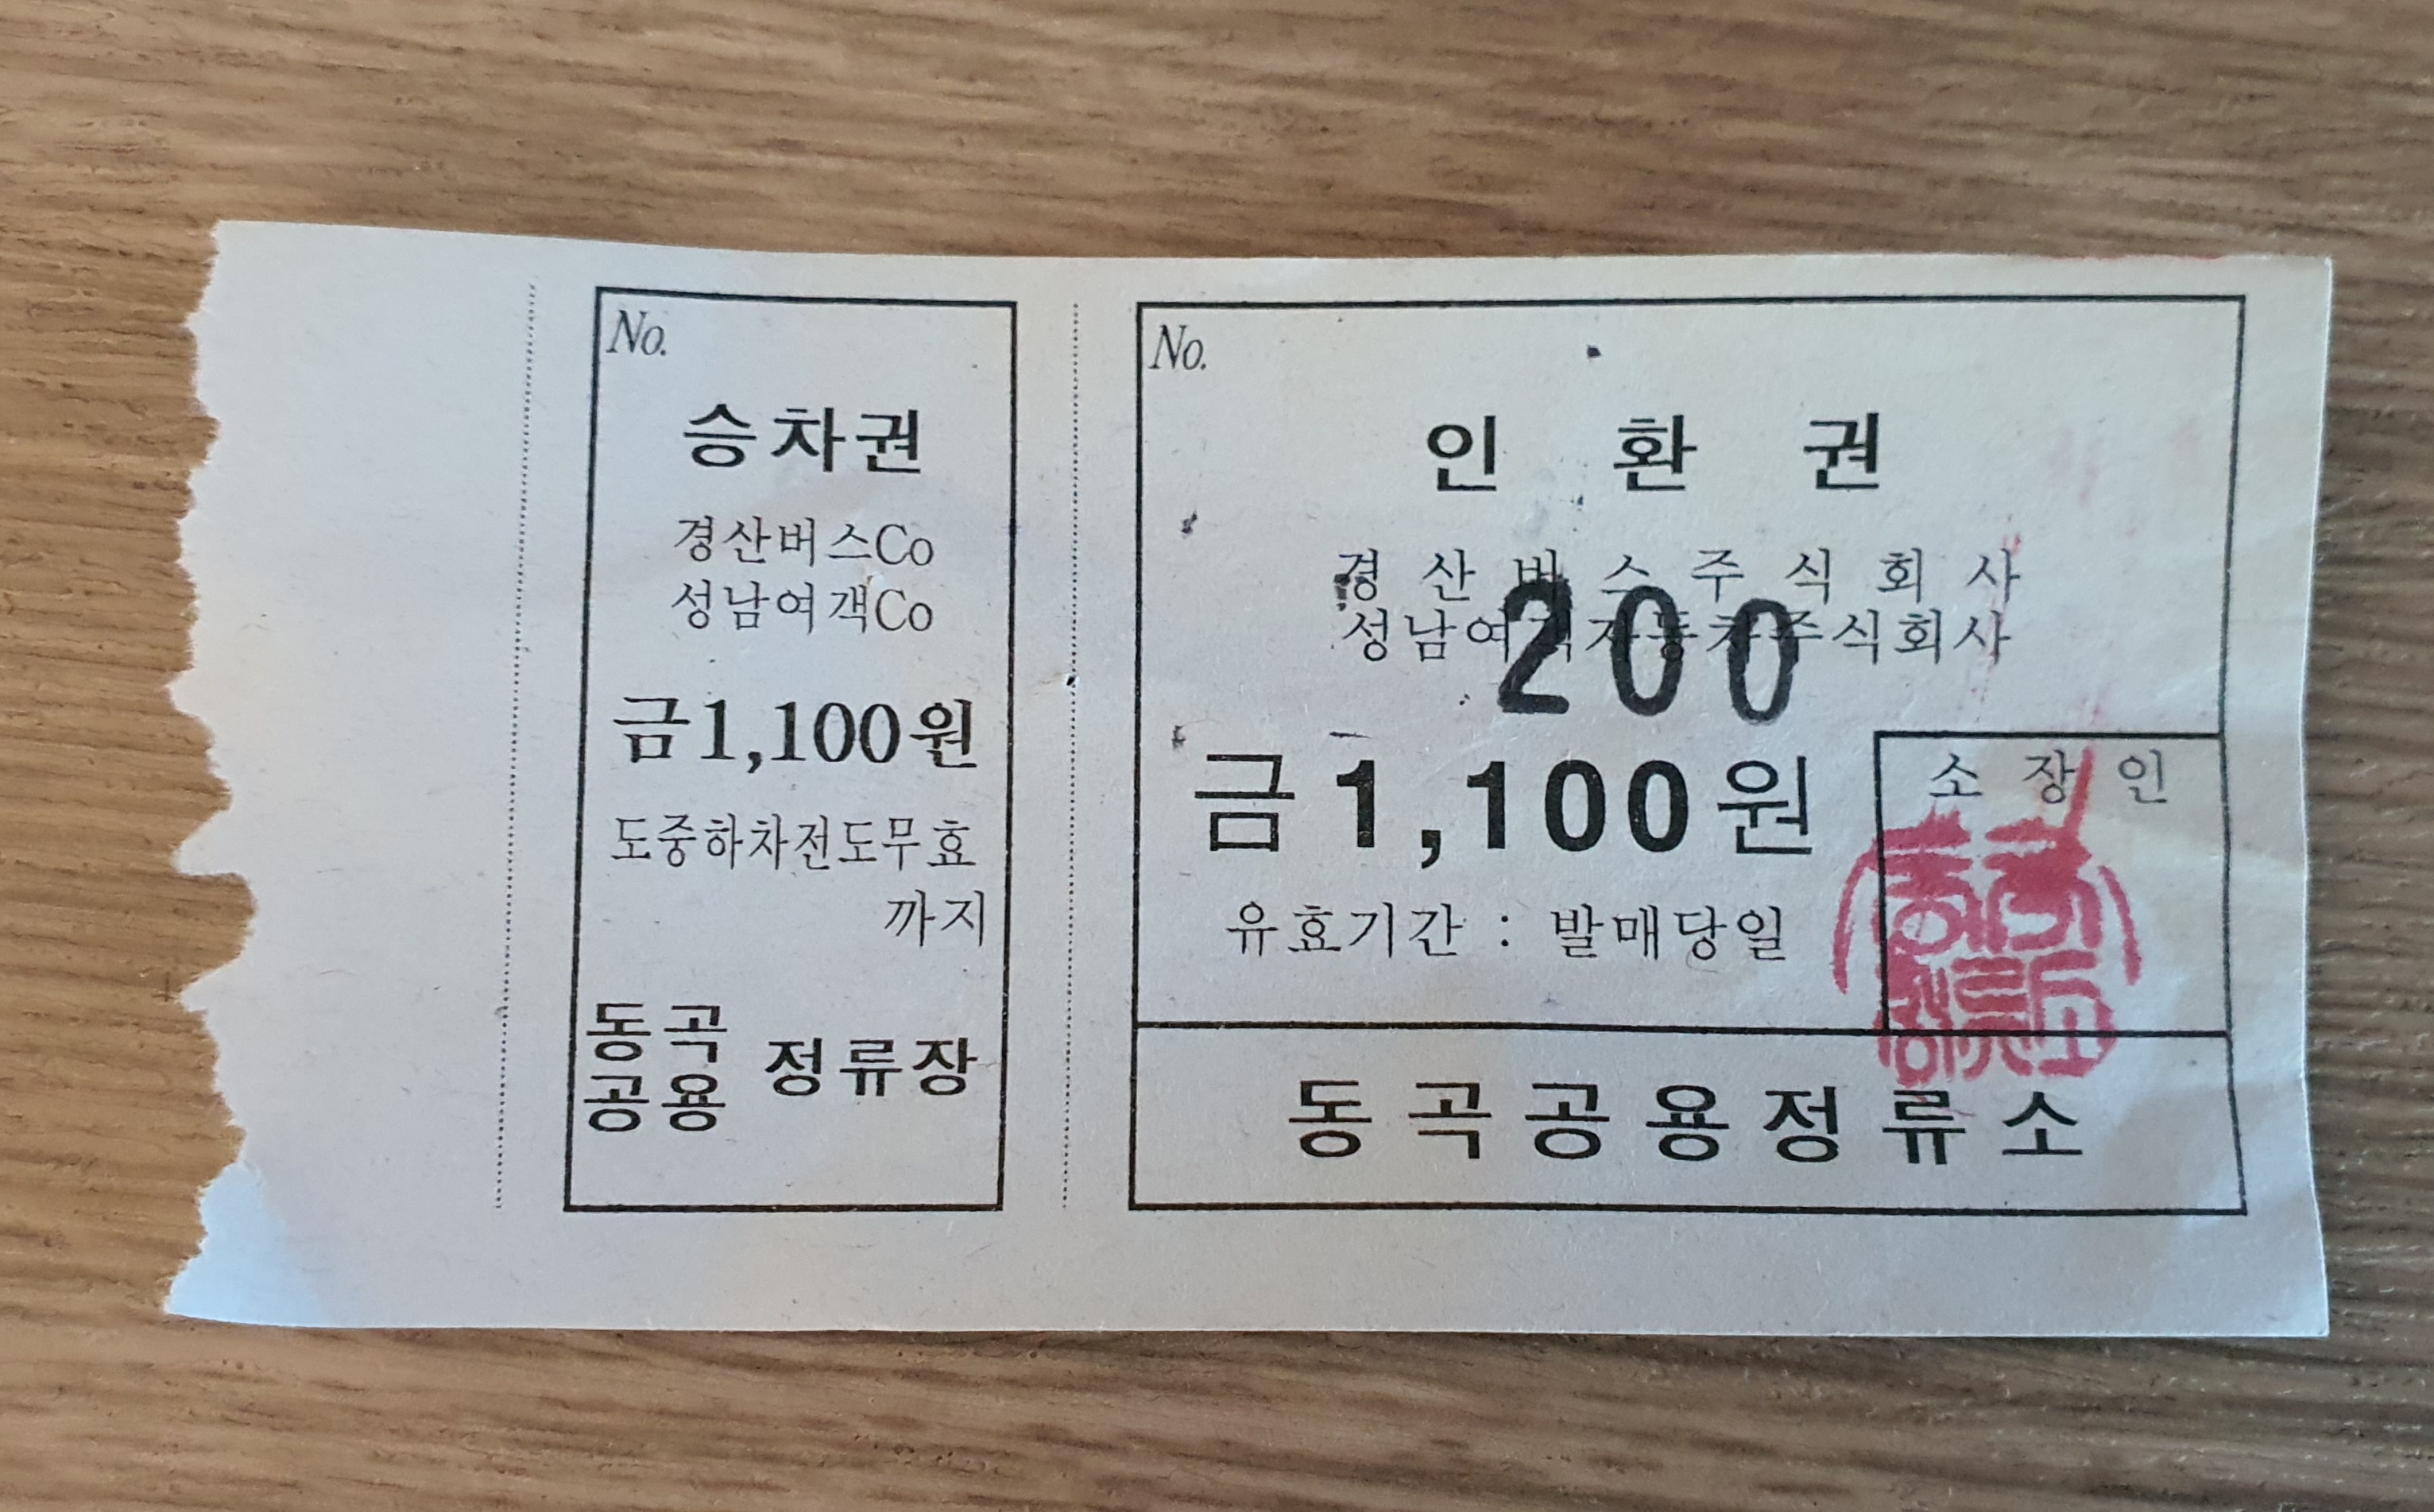 No.
승차권
경산버스Co
성남여객Co
금1,100원
도중하차전도무효
까지
동곡
공용
정류장
No.
인 환 권
경산버스주식회사
성남여객자동차주식회사
200
금1,100원
유효기간 : 발매당일
소장인
동곡공용정류소